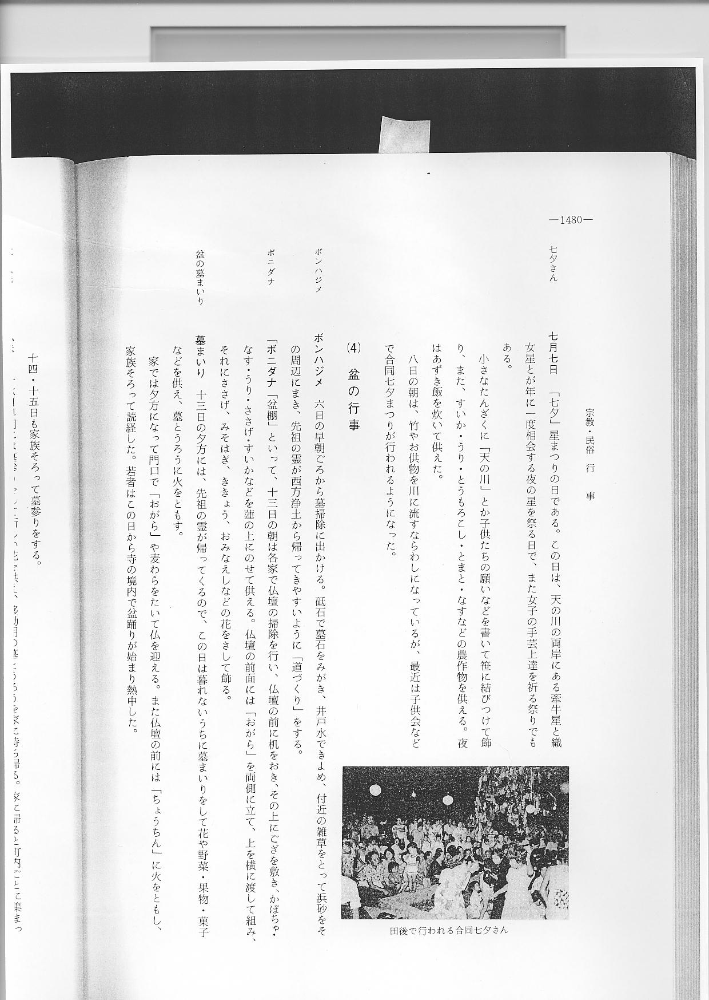 —1480—
宗教・民俗　行　事
七夕さん
七月七日　「七夕」星まつりの日である。この日は、天の川の両岸にある牽牛星と織
女星とが年に一度相会する夜の星を祭る日で、また女子の手芸上達を祈る祭りでも
ある。
小さなたんざくに「天の川」とか子供たちの願いなどを書いて笹に結びつけて飾
り、また、すいか・うり・とうもろこし・とまと・なすなどの農作物を供える。夜
はあずき飯を炊いて供えた。
八日の朝は、竹やお供物を川に流すならわしになっているが、最近は子供会など
で合同七夕まつりが行われるようになった。
田後で行われる合同七夕さん
(4)　盆の行事
ボンハジメ
ボンハジメ　六日の早朝ごろから墓掃除に出かける。砥石で墓石をみがき、井戸水できよめ、付近の雑草をとって浜砂をそ
の周辺にまき、先祖の霊が西方浄土から帰ってきやすいように「道づくり」をする。
ボニダナ
「ボニダナ「盆棚」といって、十三日の朝は各家で仏壇の掃除を行い、仏壇の前に机をおき、その上にござを敷き、かぼちゃ・
なす・うり・ささげ・すいかなどを蓮の上にのせて供える。仏壇の前面には「おがら」を両側に立て、上を横に渡して組み、
それにささげ、みそはぎ、ききょう、おみなえしなどの花をさして飾る。
盆の墓まいり
墓まいり　十三日の夕方には、先祖の霊が帰ってくるので、この日は暮れないうちに墓まいりをして花や野菜・果物・菓子
などを供え、墓とうろうに火をともす。
家では夕方になって門口で「おがら」や麦わらをたいて仏を迎える。また仏壇の前には「ちょうちん」に火をともし、
家族そろって読経した。若者はこの日から寺の境内で盆踊りが始まり熱中した。
十四・十五日も家族そろって墓参りをする。